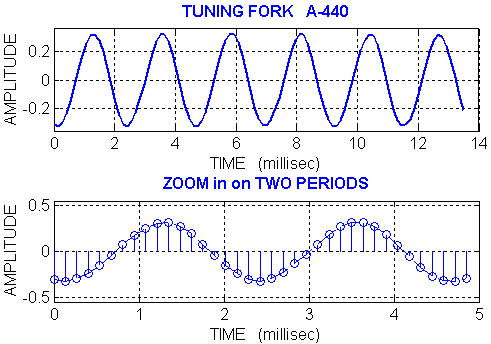 TUNING FORK A-440
AMPLITUDE
0.2
0
-0.2
0 2 4 6 8 10 12 14
TIME (millisec)
ZOOM in on TWO PERIODS
AMPLITUDE
0.5
0
-0.5
0 1 2 3 4 5
TIME (millisec)